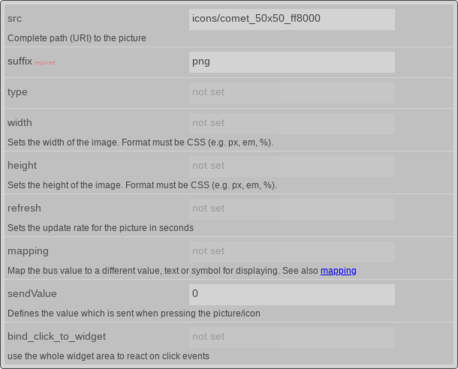 src icons/comet_50x50_ff8000
Complete path (URI) to the picture
suffix required png
type not set
width not set
Sets the width of the image. Format must be CSS (e.g. px, em, %).
height not set
Sets the height of the image. Format must be CSS (e.g. px, em, %).
refresh not set
Sets the update rate for the picture in seconds
mapping not set
Map the bus value to a different value, text or symbol for displaying. See also mapping
sendValue 0
Defines the value which is sent when pressing the picture/icon
bind_click_to_widget not set
use the whole widget area to react on click events